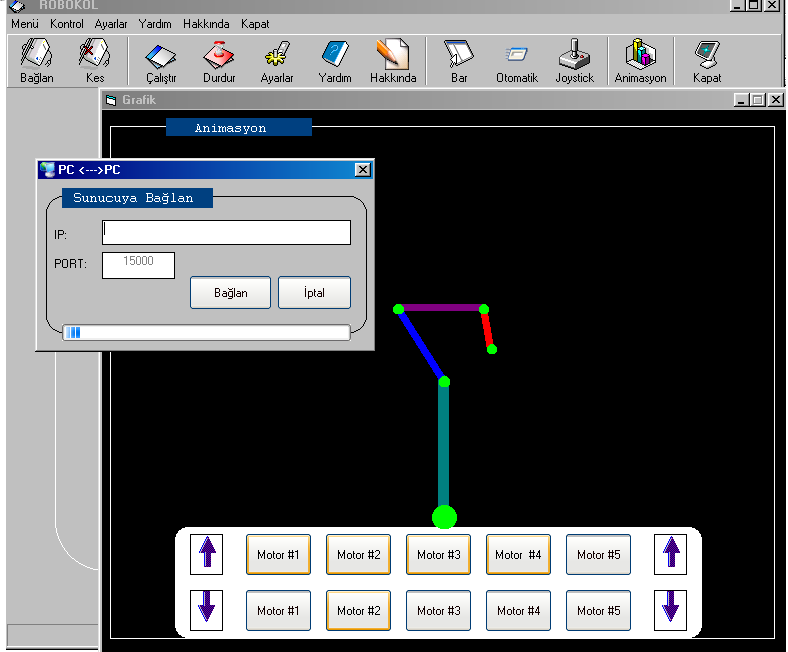 ROBOKOL
Menü Kontrol Ayarlar Yardım Hakkında Kapat
Bağlan Kes Çalıştır Durdur Ayarlar Yardım Hakkında Bar Otomatik Joystick Animasyon Kapat
Grafik
Animasyon
PC <--->PC
Sunucuya Bağlan
IP:
PORT: 15000
Bağlan İptal
Motor #1 Motor #2 Motor #3 Motor #4 Motor #5
Motor #1 Motor #2 Motor #3 Motor #4 Motor #5